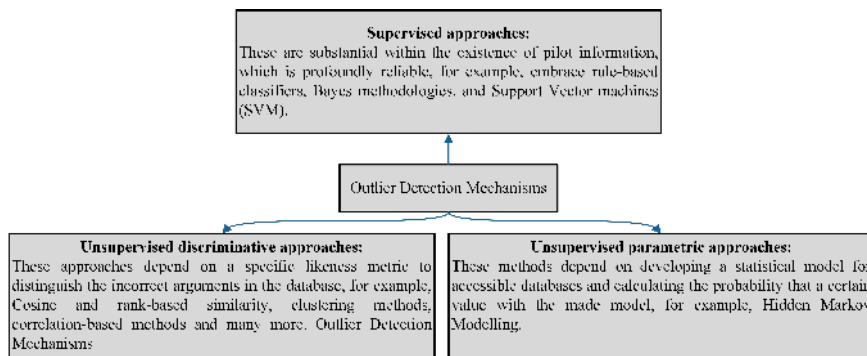 Supervised approaches:
These are substantial within the existence of pilot information,
which is profoundly reliable, for example, embrace rule-based
classifiers, Bayes methodologies, and Support Vector machines
(SVM).
Outlier Detection Mechanisms
Unsupervised discriminative approaches:
These approaches depend on a specific likeness metric to
distinguish the incorrect arguments in the database, for example,
Cosine and rank-based similarity, clustering methods,
correlation-based methods and many more. Outlier Detection
Mechanisms
Unsupervised parametric approaches:
These methods depend on developing a statistical model for
accessible databases and calculating the probability that a certain
value with the made model, for example, Hidden Markov
Modelling.